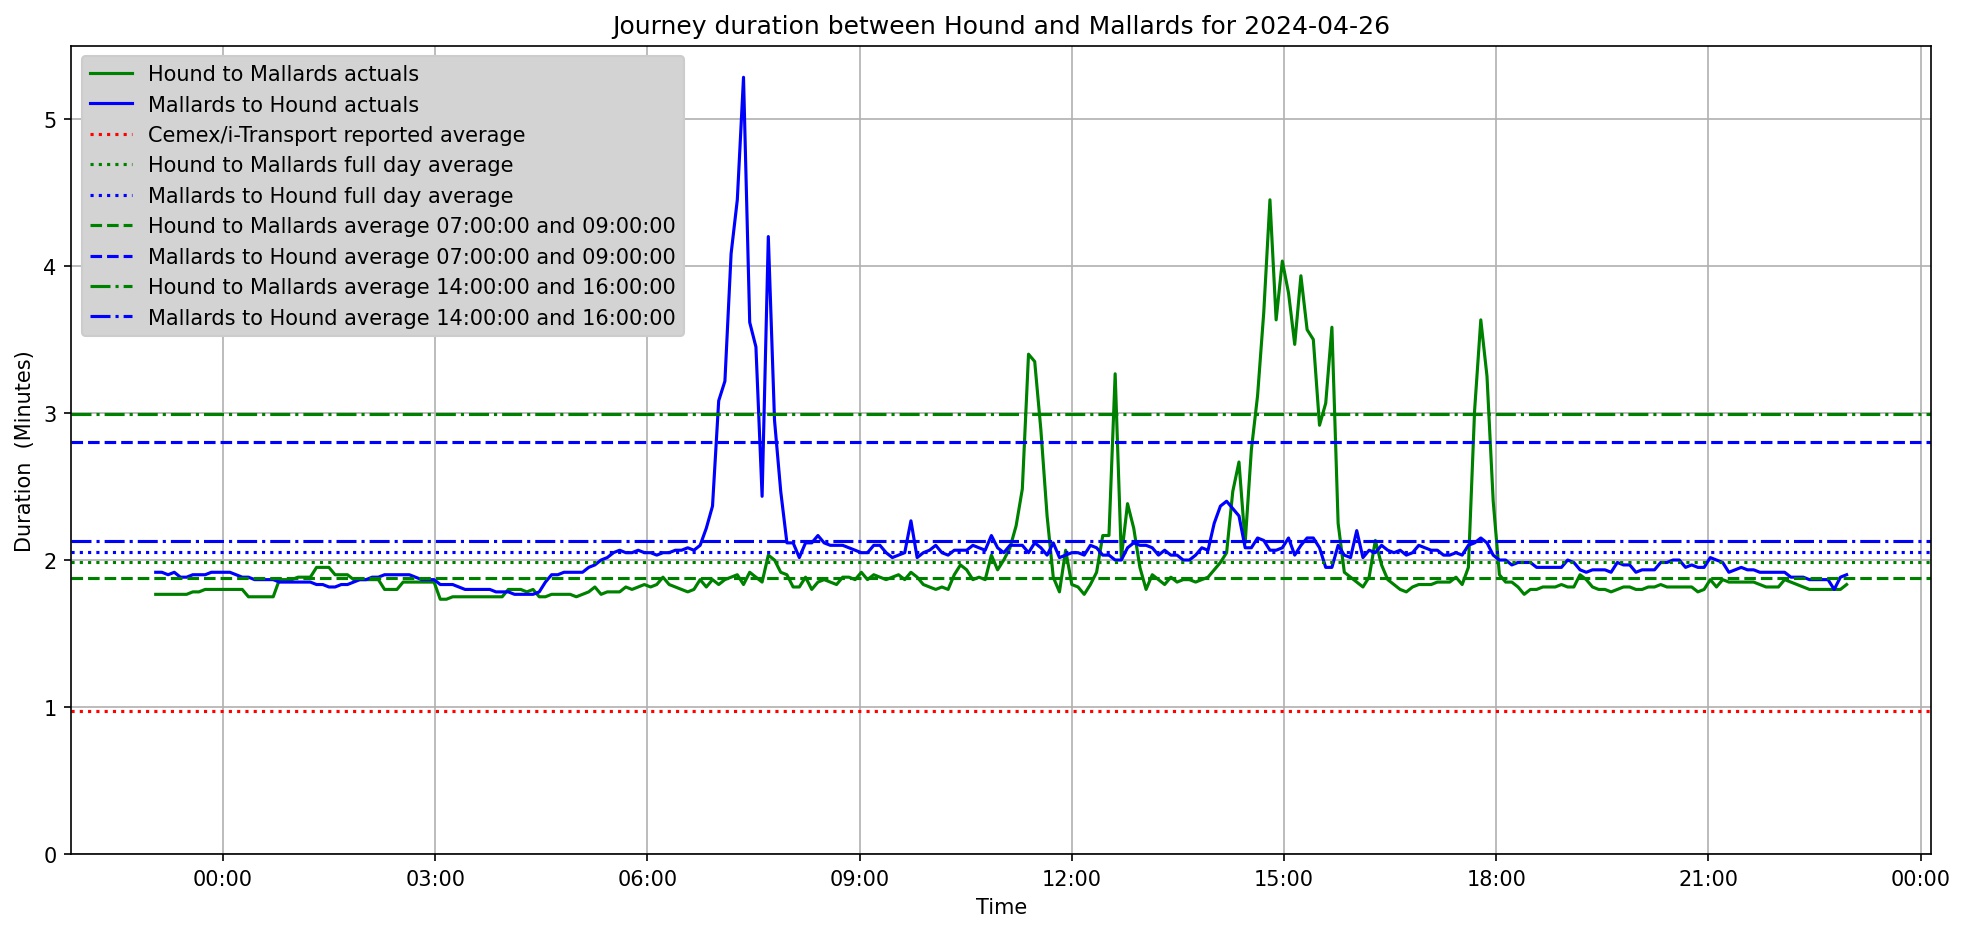 Journey duration between Hound and Mallards for 2024-04-26
Hound to Mallards actuals
Mallards to Hound actuals
Cemex/i-Transport reported average
Hound to Mallards full day average
Mallards to Hound full day average
Hound to Mallards average 07:00:00 and 09:00:00
Mallards to Hound average 07:00:00 and 09:00:00
Hound to Mallards average 14:00:00 and 16:00:00
Mallards to Hound average 14:00:00 and 16:00:00
Duration (Minutes)
5
4
3
2
1
0
00:00 03:00 06:00 09:00 12:00 15:00 18:00 21:00 00:00
Time